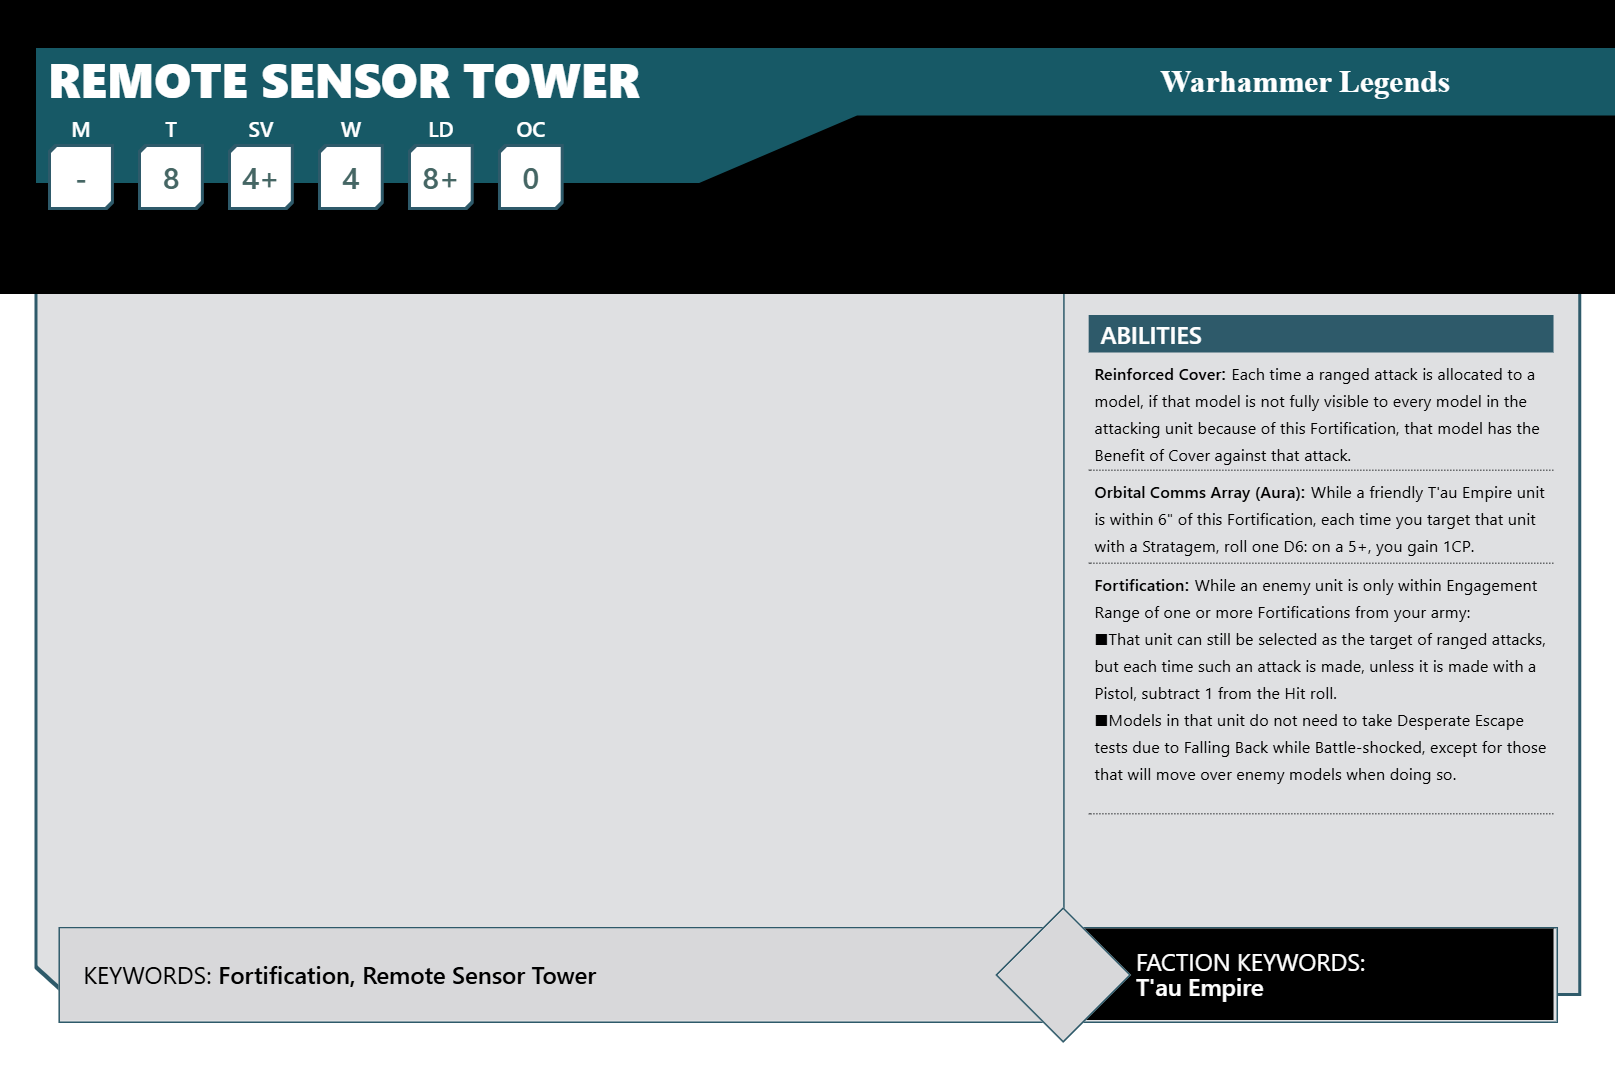 REMOTE SENSOR TOWER
Warhammer Legends
M T SV W LD OC
- 8 4+ 4 8+ 0
ABILITIES
Reinforced Cover: Each time a ranged attack is allocated to a
model, if that model is not fully visible to every model in the
attacking unit because of this Fortification, that model has the
Benefit of Cover against that attack.
Orbital Comms Array (Aura): While a friendly T'au Empire unit
is within 6" of this Fortification, each time you target that unit
with a Stratagem, roll one D6: on a 5+, you gain 1CP.
Fortification: While an enemy unit is only within Engagement
Range of one or more Fortifications from your army:
■That unit can still be selected as the target of ranged attacks,
but each time such an attack is made, unless it is made with a
Pistol, subtract 1 from the Hit roll.
■Models in that unit do not need to take Desperate Escape
tests due to Falling Back while Battle-shocked, except for those
that will move over enemy models when doing so.
KEYWORDS: Fortification, Remote Sensor Tower
FACTION KEYWORDS:
T'au Empire